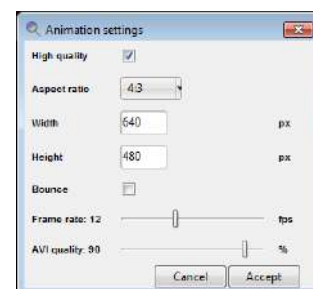 Animation settings
High quality
Aspect ratio 4:3
Width 640 px
Height 480 px
Bounce
Frame rate: 12 fps
AVI quality: 90 %
Cancel Accept